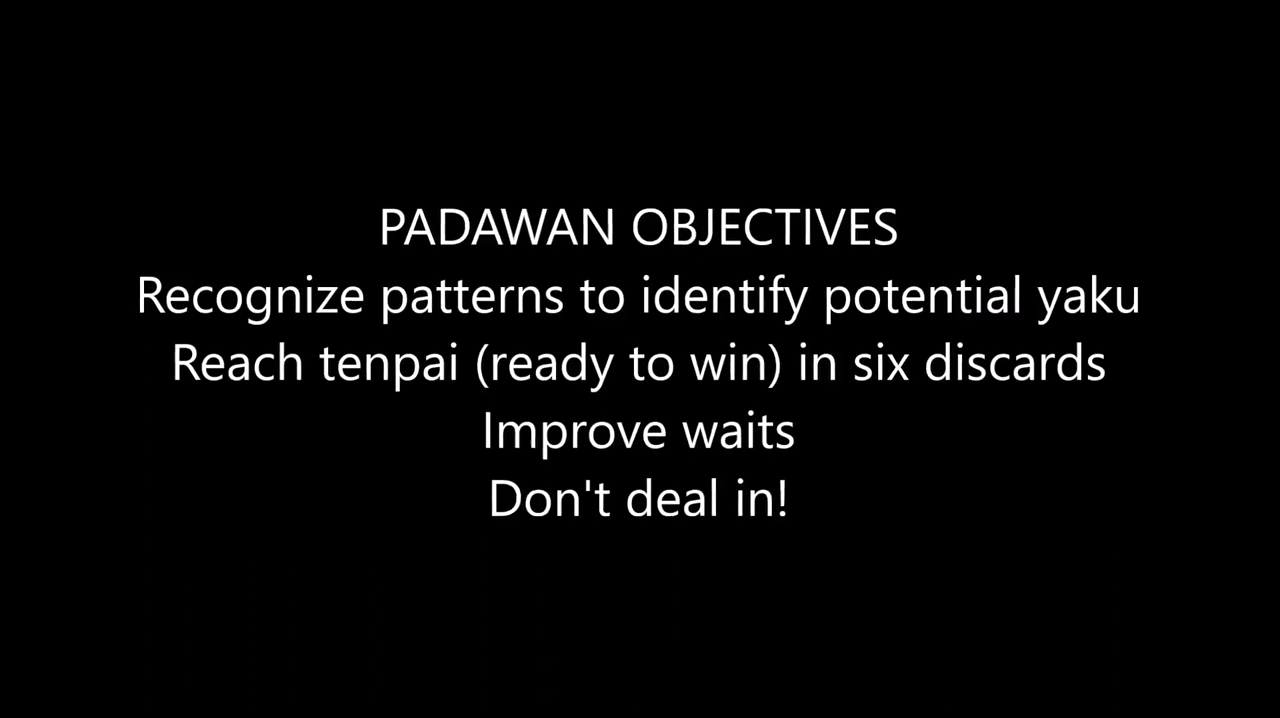 PADAWAN OBJECTIVES
Recognize patterns to identify potential yaku
Reach tenpai (ready to win) in six discards
Improve waits
Don't deal in!